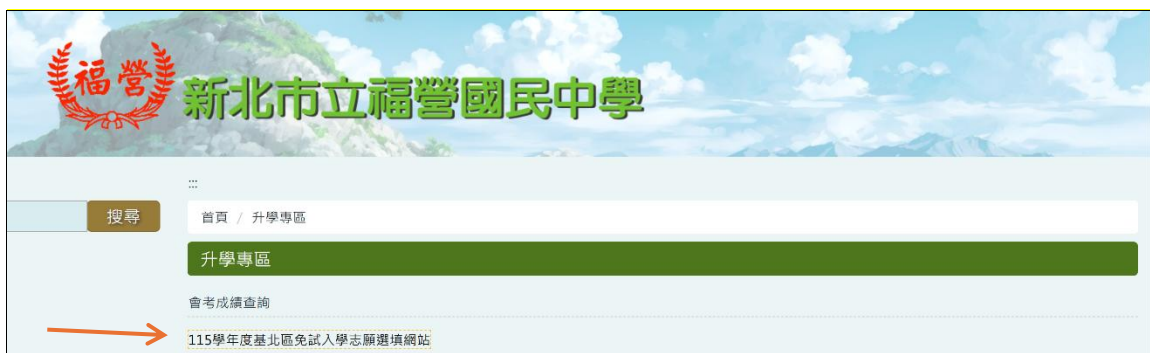 福營
新北市立福營國民中學
:::
搜尋
首頁 / 升學專區
升學專區
會考成績查詢
115學年度基北區免試入學志願選填網站